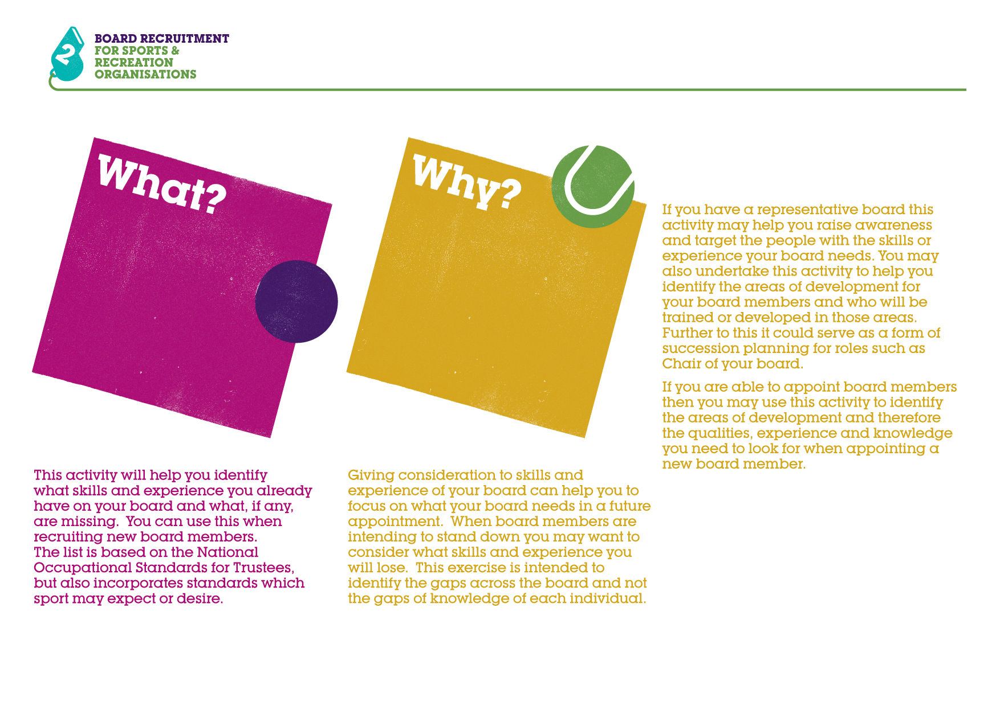 2
BOARD RECRUITMENT
FOR SPORTS &
RECREATION
ORGANISATIONS
What?
This activity will help you identify
what skills and experience you already
have on your board and what, if any,
are missing.  You can use this when
recruiting new board members.
The list is based on the National
Occupational Standards for Trustees,
but also incorporates standards which
sport may expect or desire.
Why?
Giving consideration to skills and
experience of your board can help you to
focus on what your board needs in a future
appointment.  When board members are
intending to stand down you may want to
consider what skills and experience you
will lose.  This exercise is intended to
identify the gaps across the board and not
the gaps of knowledge of each individual.
If you have a representative board this
activity may help you raise awareness
and target the people with the skills or
experience your board needs. You may
also undertake this activity to help you
identify the areas of development for
your board members and who will be
trained or developed in those areas.
Further to this it could serve as a form of
succession planning for roles such as
Chair of your board.
If you are able to appoint board members
then you may use this activity to identify
the areas of development and therefore
the qualities, experience and knowledge
you need to look for when appointing a
new board member.